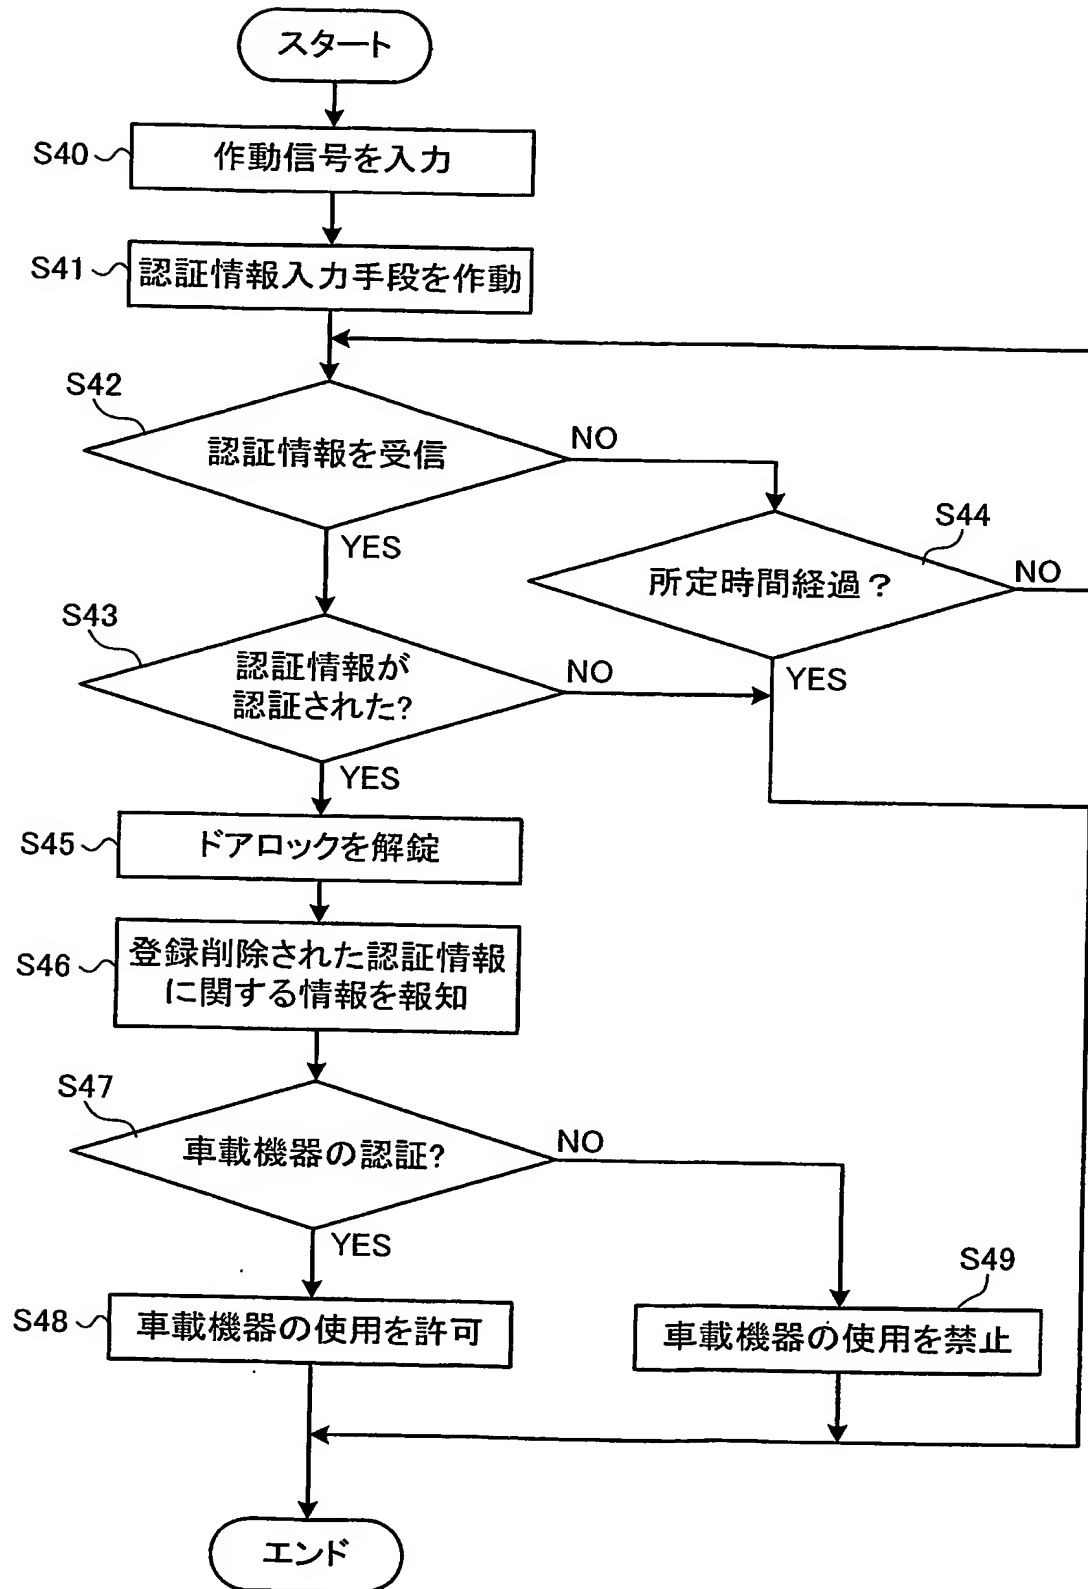 スタート
S40
作動信号を入力
S41
認証情報入力手段を作動
S42
認証情報を受信
NO
YES
S44
所定時間経過？
NO
YES
S43
認証情報が
認証された?
NO
YES
S45
ドアロックを解錠
S46
登録削除された認証情報
に関する情報を報知
S47
車載機器の認証?
NO
YES
S48
車載機器の使用を許可
S49
車載機器の使用を禁止
エンド